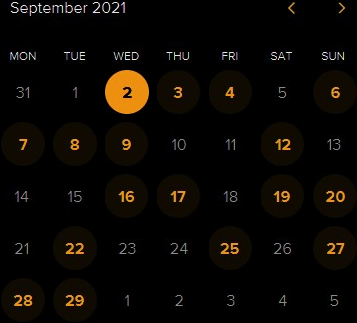 September 2021
MON TUE WED THU FRI SAT SUN
31 1 2 3 4 5 6
7 8 9 10 11 12 13
14 15 16 17 18 19 20
21 22 23 24 25 26 27
28 29 1 2 3 4 5